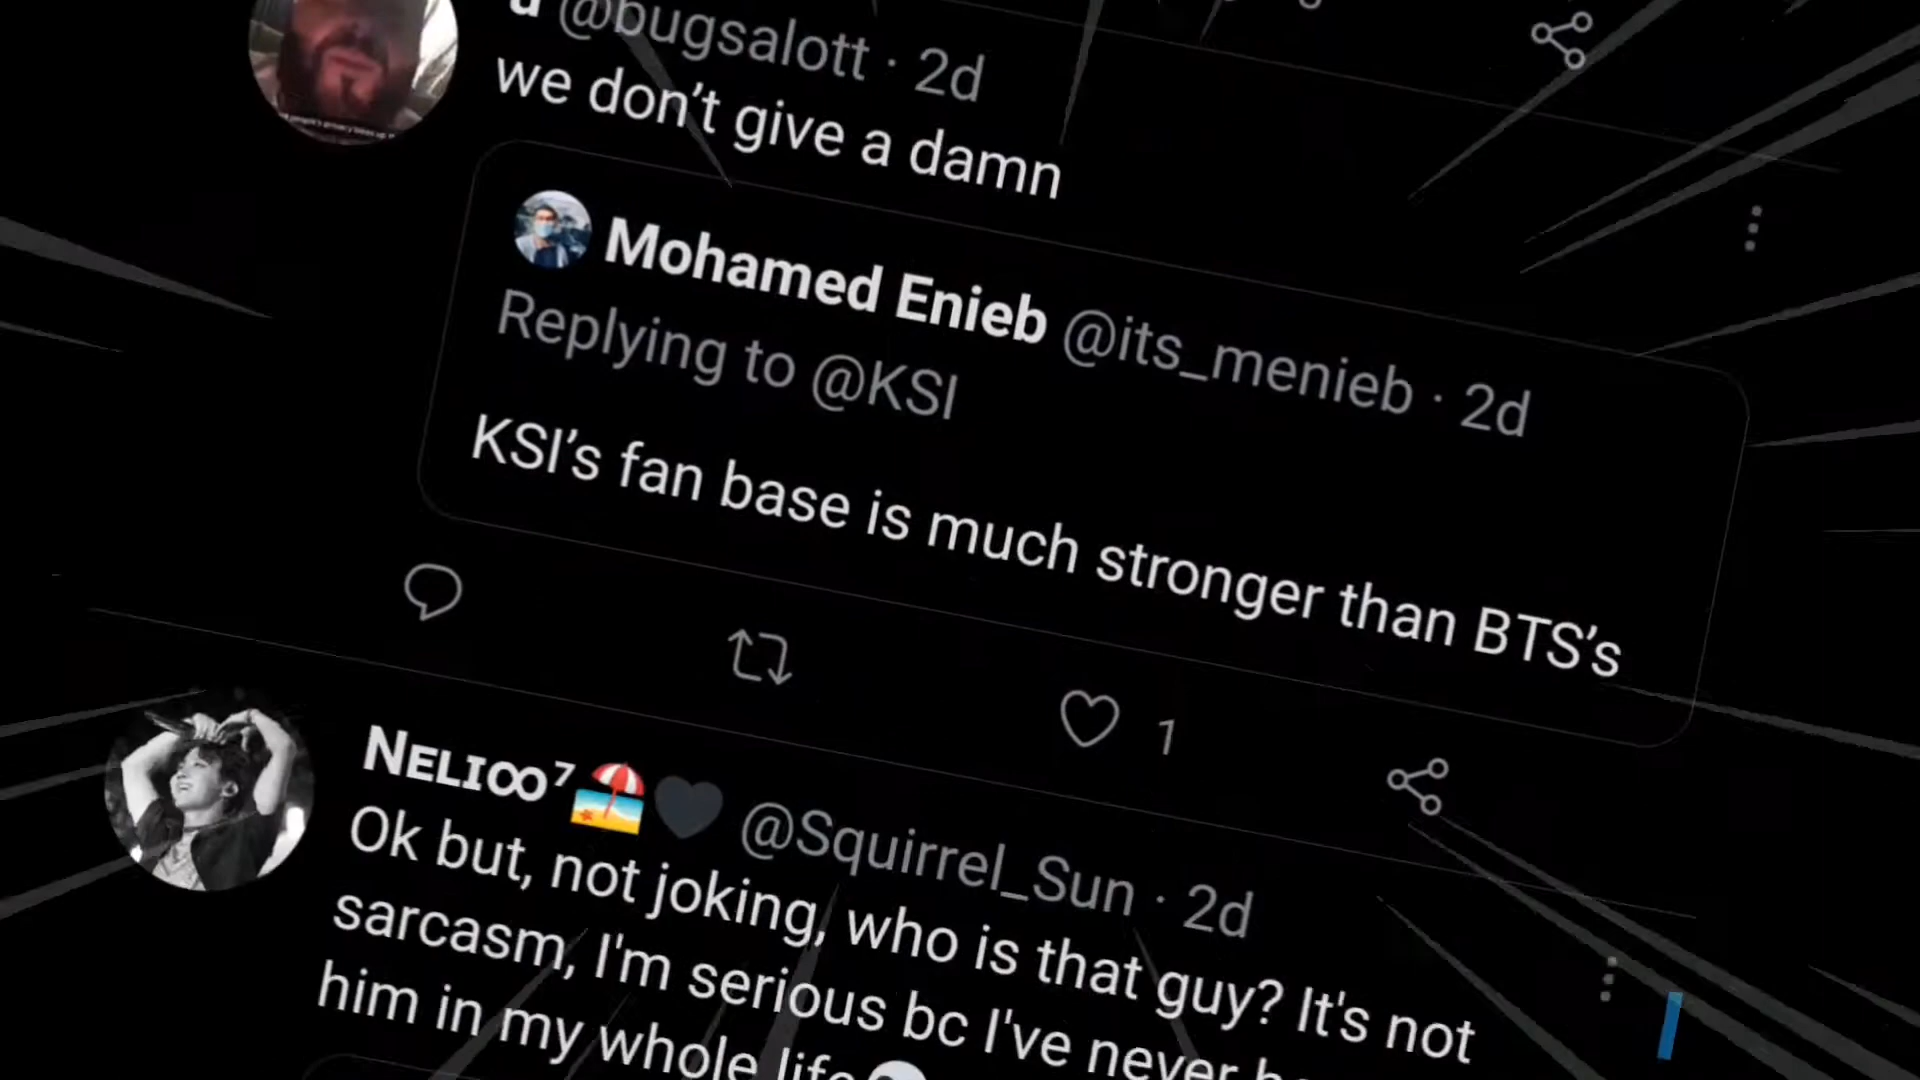 @bugsalott · 2d
we don't give a damn
Mohamed Enieb @its_menieb · 2d
Replying to @KSI
KSI's fan base is much stronger than BTS's
1
NELI∞⁷🏖️🖤 @Squirrel_Sun · 2d
Ok but, not joking, who is that guy? It's not
sarcasm, I'm serious bc I've never
him in my whole life